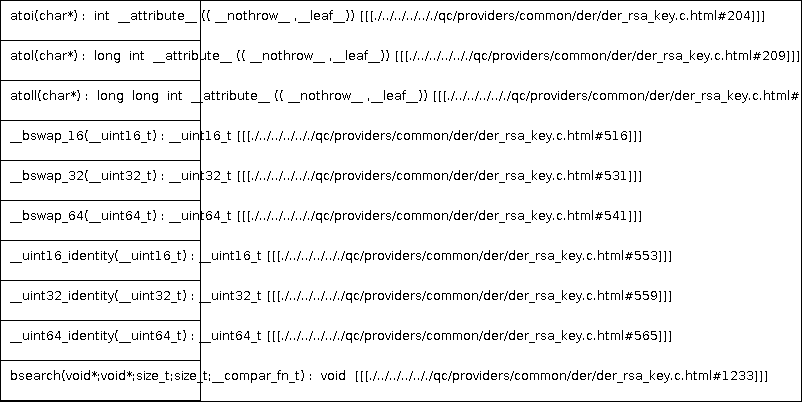 atoi(char*) : int __attribute__ (( __nothrow__ ,__leaf__)) [[[./../../../../../qc/providers/common/der/der_rsa_key.c.html#204]]]
atol(char*) : long int __attribute__ (( __nothrow__ ,__leaf__)) [[[./../../../../../qc/providers/common/der/der_rsa_key.c.html#209]]]
atoll(char*) : long long int __attribute__ (( __nothrow__ ,__leaf__)) [[[./../../../../../qc/providers/common/der/der_rsa_key.c.html#
__bswap_16(__uint16_t) : __uint16_t [[[./../../../../../qc/providers/common/der/der_rsa_key.c.html#516]]]
__bswap_32(__uint32_t) : __uint32_t [[[./../../../../../qc/providers/common/der/der_rsa_key.c.html#531]]]
__bswap_64(__uint64_t) : __uint64_t [[[./../../../../../qc/providers/common/der/der_rsa_key.c.html#541]]]
__uint16_identity(__uint16_t) : __uint16_t [[[./../../../../../qc/providers/common/der/der_rsa_key.c.html#553]]]
__uint32_identity(__uint32_t) : __uint32_t [[[./../../../../../qc/providers/common/der/der_rsa_key.c.html#559]]]
__uint64_identity(__uint64_t) : __uint64_t [[[./../../../../../qc/providers/common/der/der_rsa_key.c.html#565]]]
bsearch(void*;void*;size_t;size_t;__compar_fn_t) : void [[[./../../../../../qc/providers/common/der/der_rsa_key.c.html#1233]]]